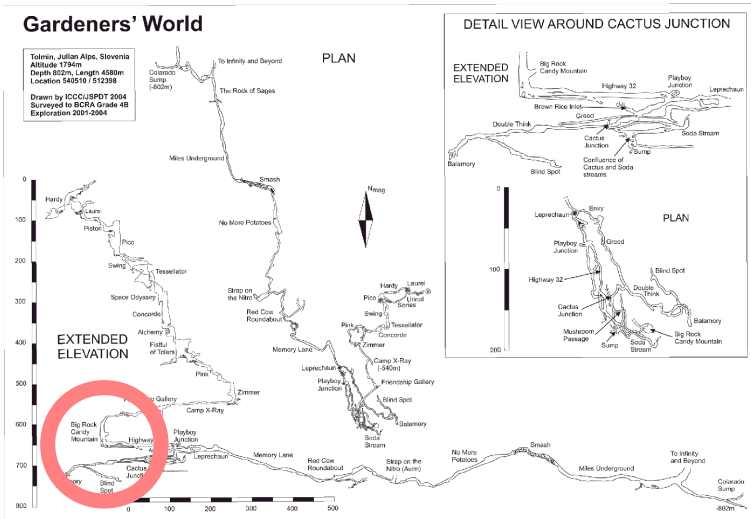 Gardeners' World
Tolmin, Julian Alps, Slovenia
Altitude 1794m
Depth 802m, Length 4580m
Location 540510 / 512398
Drawn by ICCC/JSPDT 2004
Surveyed to BCRA Grade 4B
Exploration 2001-2004
PLAN
Colarado
Sump
(-802m)
To Infinity and Beyond
The Rock of Sages
Miles Underground
Smash
No More Potatoes
Nmag
Strap on
the Nitro
Red Cow
Roundabout
Memory Lane
Hardy
Laurel
Pico
Urinal
Series
Swing
Pink
Tessellator
Concorde
Zimmer
Camp X-Ray
(-540m)
Leprechaun
Playboy
Junction
Friendship Gallery
Blind Spot
Balamory
Soda
Stream
EXTENDED
ELEVATION
0
100
200
300
400
500
600
700
800
Hardy
Laurel
Piston
Pico
Swing
Tessellator
Space Odyssey
Concorde
Alchemy
Fistful
of Tolars
Pink
Zimmer
Gallery
Camp X-Ray
Big Rock
Candy
Mountain
Highway
Playboy
Junction
Leprechaun
Cactus
Blind
Spot
Memory Lane
Red Cow
Roundabout
Strap on the
Nitro (Aven)
No More
Potatoes
Smash
Miles Underground
To Infinity
and Beyond
Colarado
Sump
-802m
0
100
200
300
400
500
DETAIL VIEW AROUND CACTUS JUNCTION
EXTENDED
ELEVATION
Big Rock
Candy Mountain
Highway 32
Playboy
Junction
Leprechaun
Brown Rice Inlet
Greed
Double Think
Cactus
Junction
Soda Stream
Sump
Confluence of
Cactus and Soda
streams
Balamory
Blind Spot
0
100
200
PLAN
Leprechaun
Envy
Playboy
Junction
Greed
Highway 32
Blind Spot
Double
Think
Cactus
Junction
Balamory
Mushroom
Passage
Sump
Soda
Stream
Big Rock
Candy Mountain